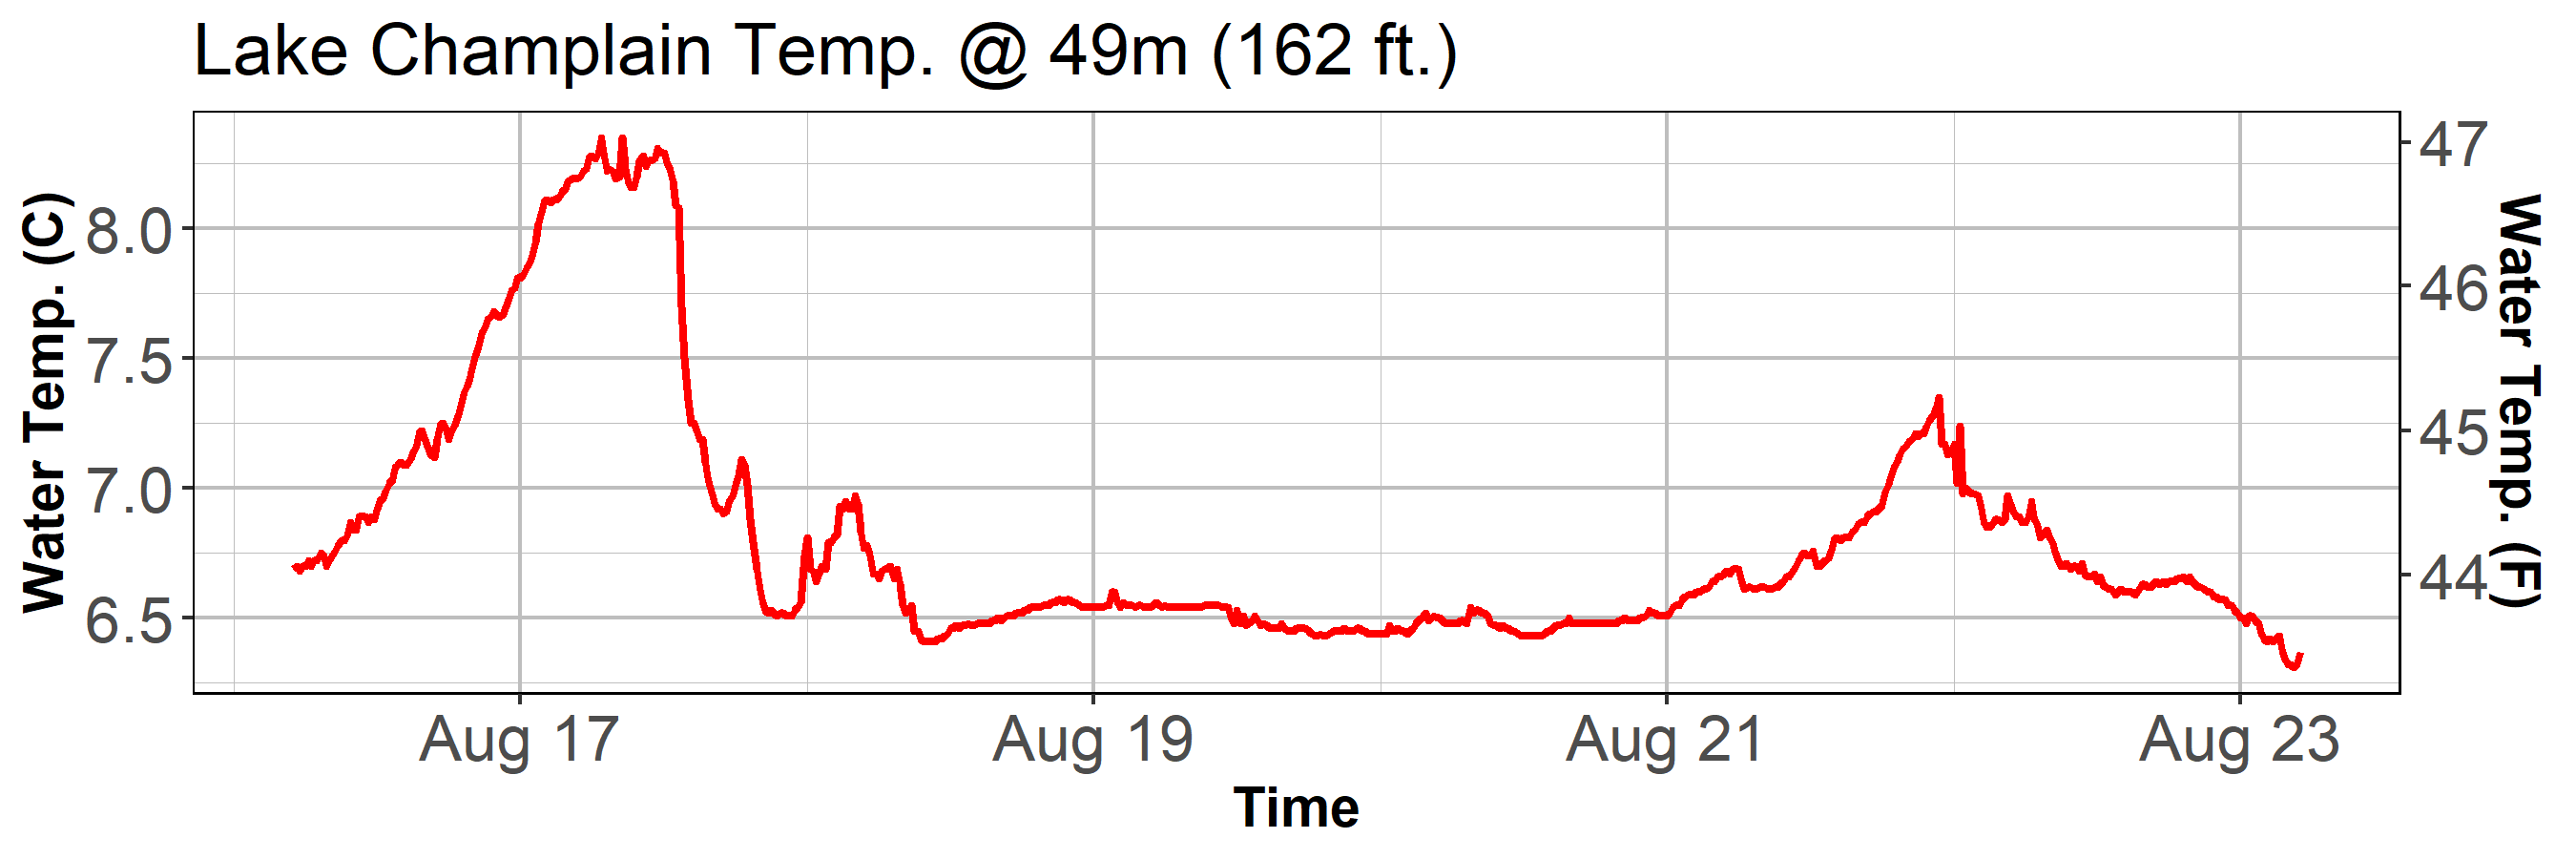 Lake Champlain Temp. @ 49m (162 ft.)
Water Temp. (C)
8.0
7.5
7.0
6.5
47
46
45
44
Water Temp. (F)
Aug 17 Aug 19 Aug 21 Aug 23
Time